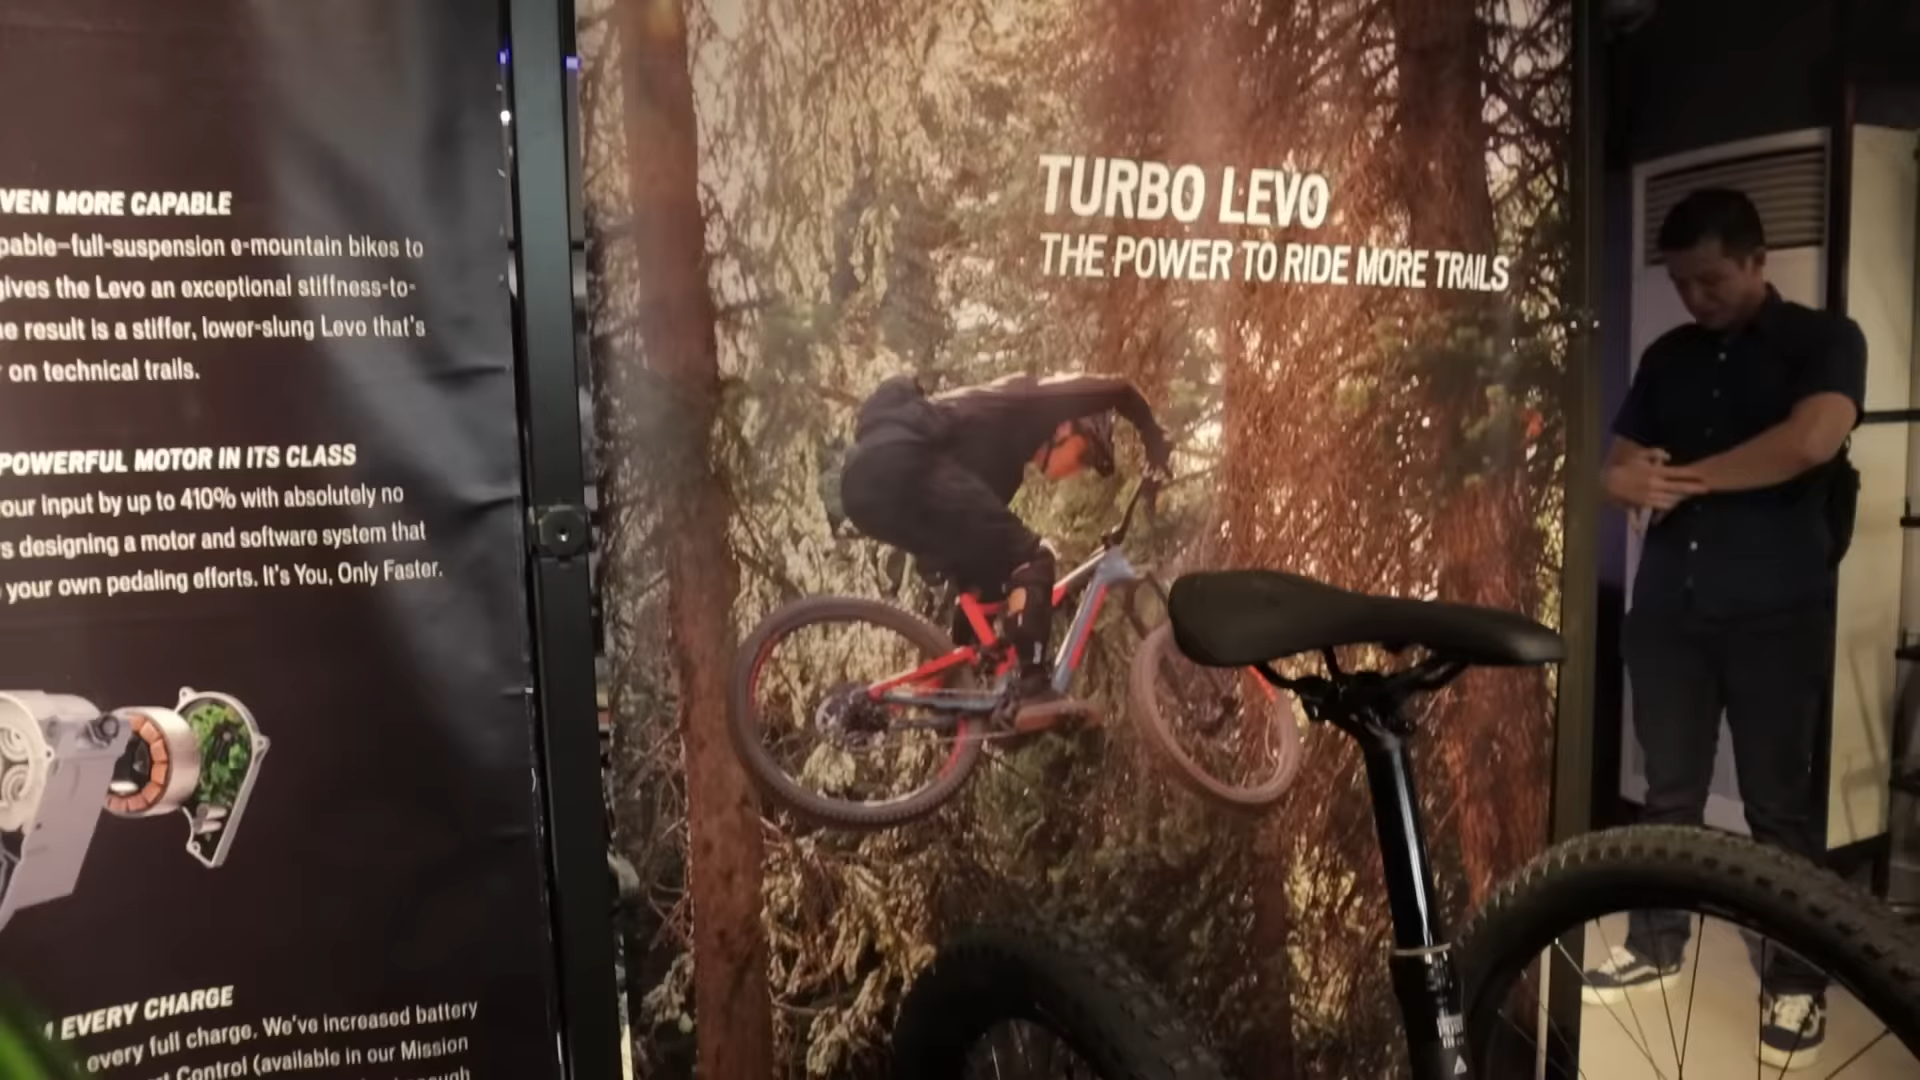 VEN MORE CAPABLE
pable–full-suspension e-mountain bikes to
gives the Levo an exceptional stiffness-to-
e result is a stiffer, lower-slung Levo that's
on technical trails.
POWERFUL MOTOR IN ITS CLASS
our input by up to 410% with absolutely no
s designing a motor and software system that
your own pedaling efforts. It's You, Only Faster.
EVERY CHARGE
every full charge. We've increased battery
Control (available in our Mission
TURBO LEVO
THE POWER TO RIDE MORE TRAILS